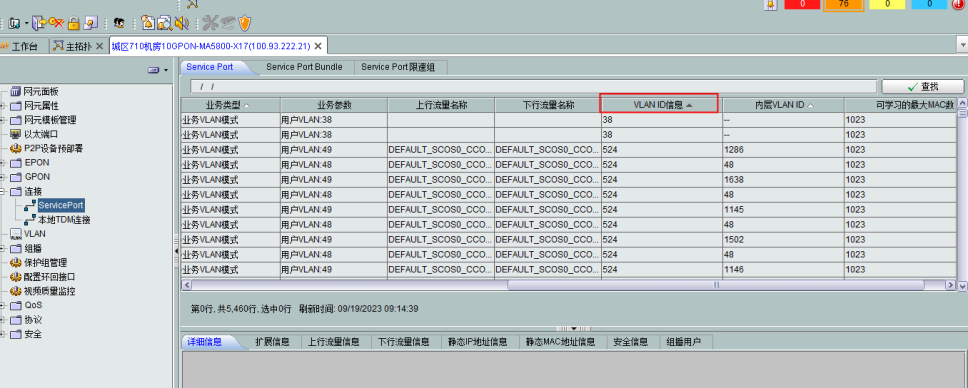 0 76 0 0
工作台 主拓扑 城区710机房10GPON-MA5800-X17(100.93.222.21)
网元面板
网元属性
网元模板管理
以太端口
P2P设备预部署
EPON
GPON
连接
ServicePort
本地TDM连接
VLAN
组播
保护组管理
配置环回接口
视频质量监控
QoS
协议
安全
Service Port Service Port Bundle Service Port限速组
/ / 查找
业务类型 业务参数 上行流量名称 下行流量名称 VLAN ID信息 内层VLAN ID 可学习的最大MAC数
业务VLAN模式 用户VLAN:38 38 -- 1023
业务VLAN模式 用户VLAN:38 38 -- 1023
业务VLAN模式 用户VLAN:49 DEFAULT_SCOS0_CCO... DEFAULT_SCOS0_CCO... 524 1286 1023
业务VLAN模式 用户VLAN:49 DEFAULT_SCOS0_CCO... DEFAULT_SCOS0_CCO... 524 48 1023
业务VLAN模式 用户VLAN:49 DEFAULT_SCOS0_CCO... DEFAULT_SCOS0_CCO... 524 1638 1023
业务VLAN模式 用户VLAN:49 DEFAULT_SCOS0_CCO... DEFAULT_SCOS0_CCO... 524 48 1023
业务VLAN模式 用户VLAN:49 DEFAULT_SCOS0_CCO... DEFAULT_SCOS0_CCO... 524 1145 1023
业务VLAN模式 用户VLAN:49 DEFAULT_SCOS0_CCO... DEFAULT_SCOS0_CCO... 524 48 1023
业务VLAN模式 用户VLAN:49 DEFAULT_SCOS0_CCO... DEFAULT_SCOS0_CCO... 524 1502 1023
业务VLAN模式 用户VLAN:49 DEFAULT_SCOS0_CCO... DEFAULT_SCOS0_CCO... 524 48 1023
业务VLAN模式 用户VLAN:49 DEFAULT_SCOS0_CCO... DEFAULT_SCOS0_CCO... 524 1146 1023
第0行, 共5,460行, 选中0行 刷新时间: 09/19/2023 09:14:39
详细信息 扩展信息 上行流量信息 下行流量信息 静态IP地址信息 静态MAC地址信息 安全信息 组播用户